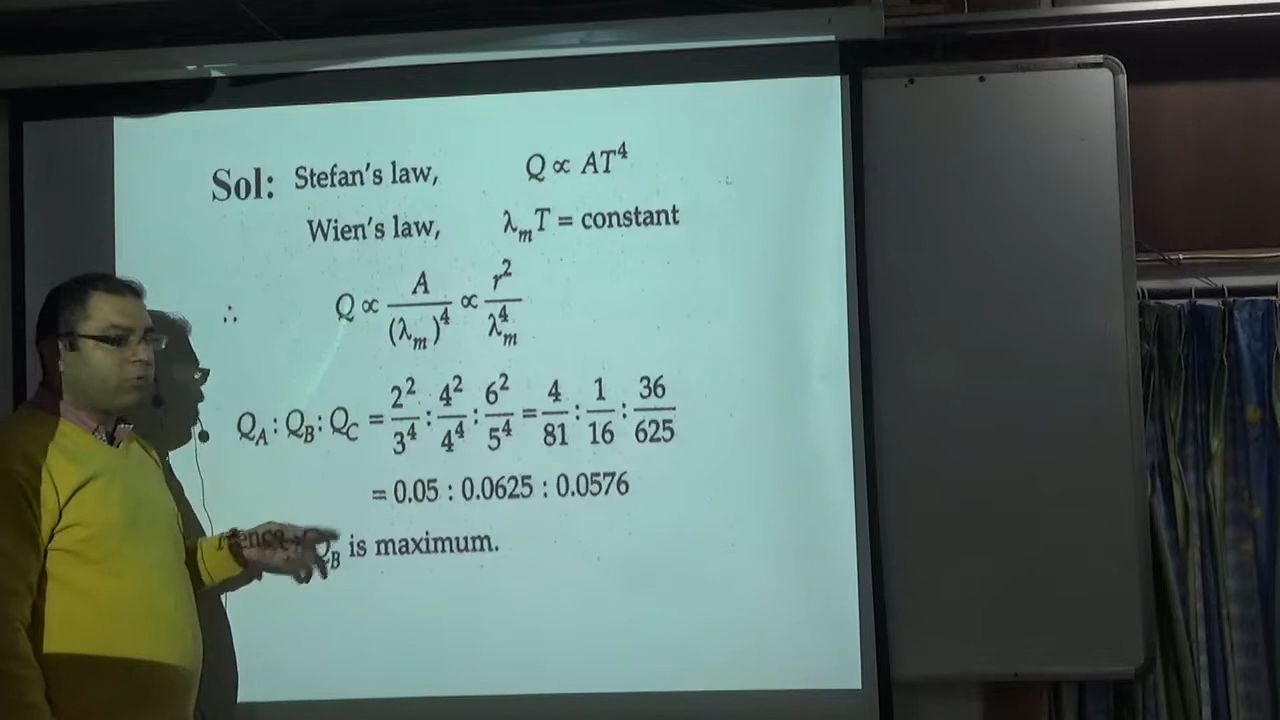 Sol: Stefan's law, Q ∝ AT⁴
Wien's law, λₘT = constant
∴ Q ∝ A/(λₘ)⁴ ∝ r²/λₘ⁴
Q_A : Q_B : Q_C = 2²/3⁴ : 4²/4⁴ : 6²/5⁴ = 4/81 : 1/16 : 36/625
= 0.05 : 0.0625 : 0.0576
Hence Q_B is maximum.